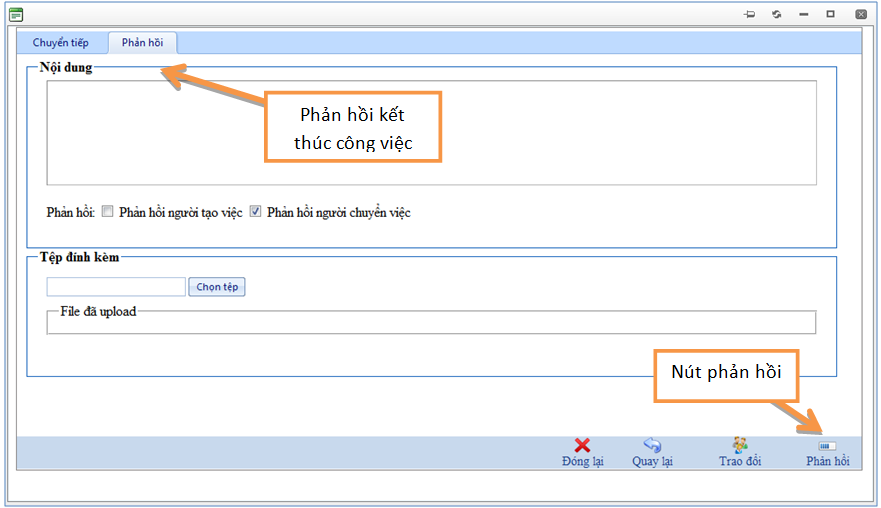 Chuyển tiếp Phản hồi
Nội dung
Phản hồi kết
thúc công việc
Phản hồi: Phản hồi người tạo việc Phản hồi người chuyển việc
Tệp đính kèm
Chọn tệp
File đã upload
Nút phản hồi
Đóng lại Quay lại Trao đổi Phản hồi